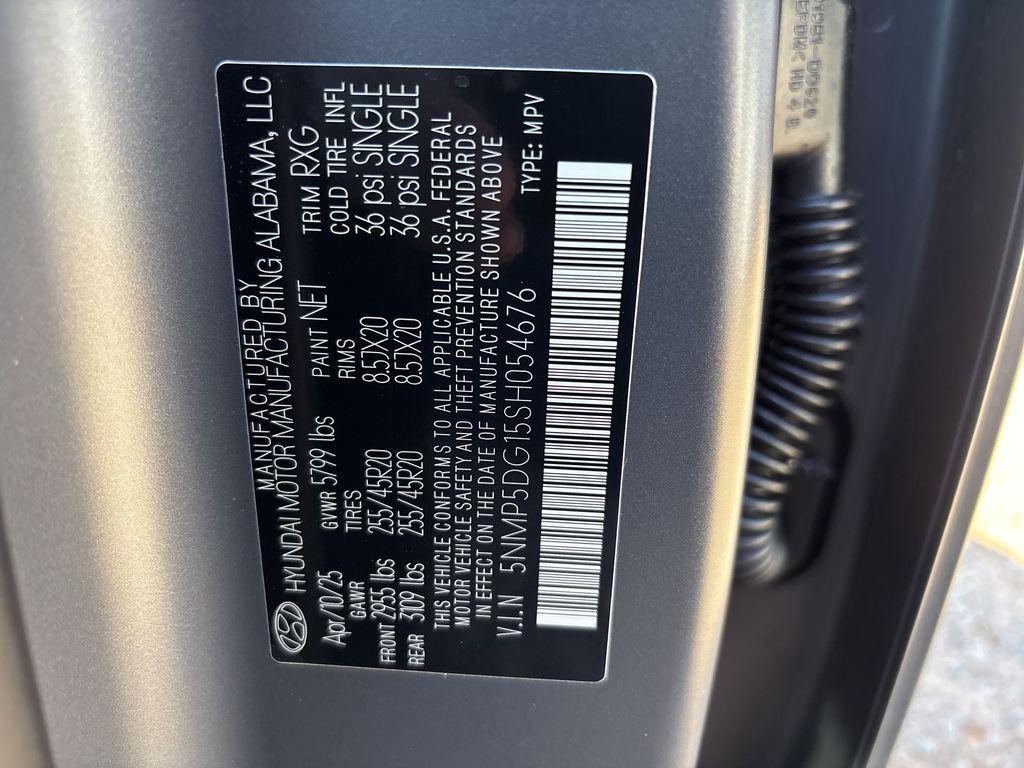 MANUFACTURED BY
HYUNDAI MOTOR MANUFACTURING ALABAMA, LLC
Apr/10/25 GVWR 5799 lbs PAINT NET TRIM RXG
GAWR TIRES RIMS COLD TIRE INFL
FRONT 2955 lbs 255/45R20 8.5JX20 36 psi SINGLE
REAR 3109 lbs 255/45R20 8.5JX20 36 psi SINGLE
THIS VEHICLE CONFORMS TO ALL APPLICABLE U.S.A. FEDERAL
MOTOR VEHICLE SAFETY AND THEFT PREVENTION STANDARDS
IN EFFECT ON THE DATE OF MANUFACTURE SHOWN ABOVE
V.I.N 5NMP5DG15SH054676 TYPE: MPV